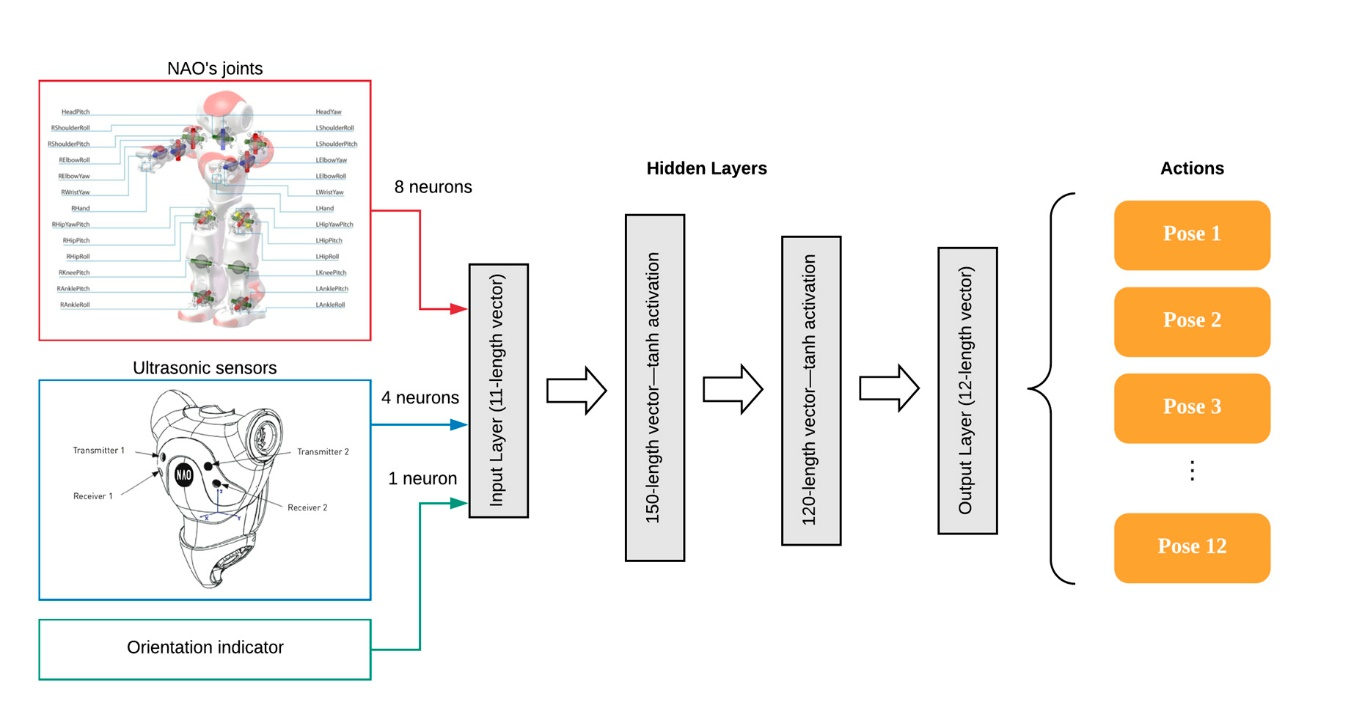 NAO's joints
HeadPitch
RShoulderRoll
RShoulderPitch
RElbowRoll
RElbowYaw
RWristYaw
RHand
RHipYawPitch
RHipPitch
RHipRoll
RKneePitch
RAnklePitch
RAnkleRoll
HeadYaw
LShoulderRoll
LShoulderPitch
LElbowYaw
LElbowRoll
LWristYaw
LHand
LHipYawPitch
LHipPitch
LHipRoll
LKneePitch
LAnklePitch
LAnkleRoll
Ultrasonic sensors
Transmitter 1
Receiver 1
NAO
Transmitter 2
Receiver 2
Z
X
Y
Orientation indicator
8 neurons
4 neurons
1 neuron
Input Layer (11-length vector)
Hidden Layers
150-length vector—tanh activation
120-length vector—tanh activation
Output Layer (12-length vector)
Actions
Pose 1
Pose 2
Pose 3
⋮
Pose 12